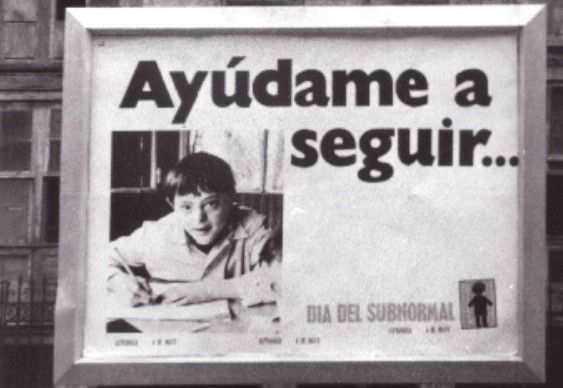 Ayúdame a
seguir...
DIA DEL SUBNORMAL